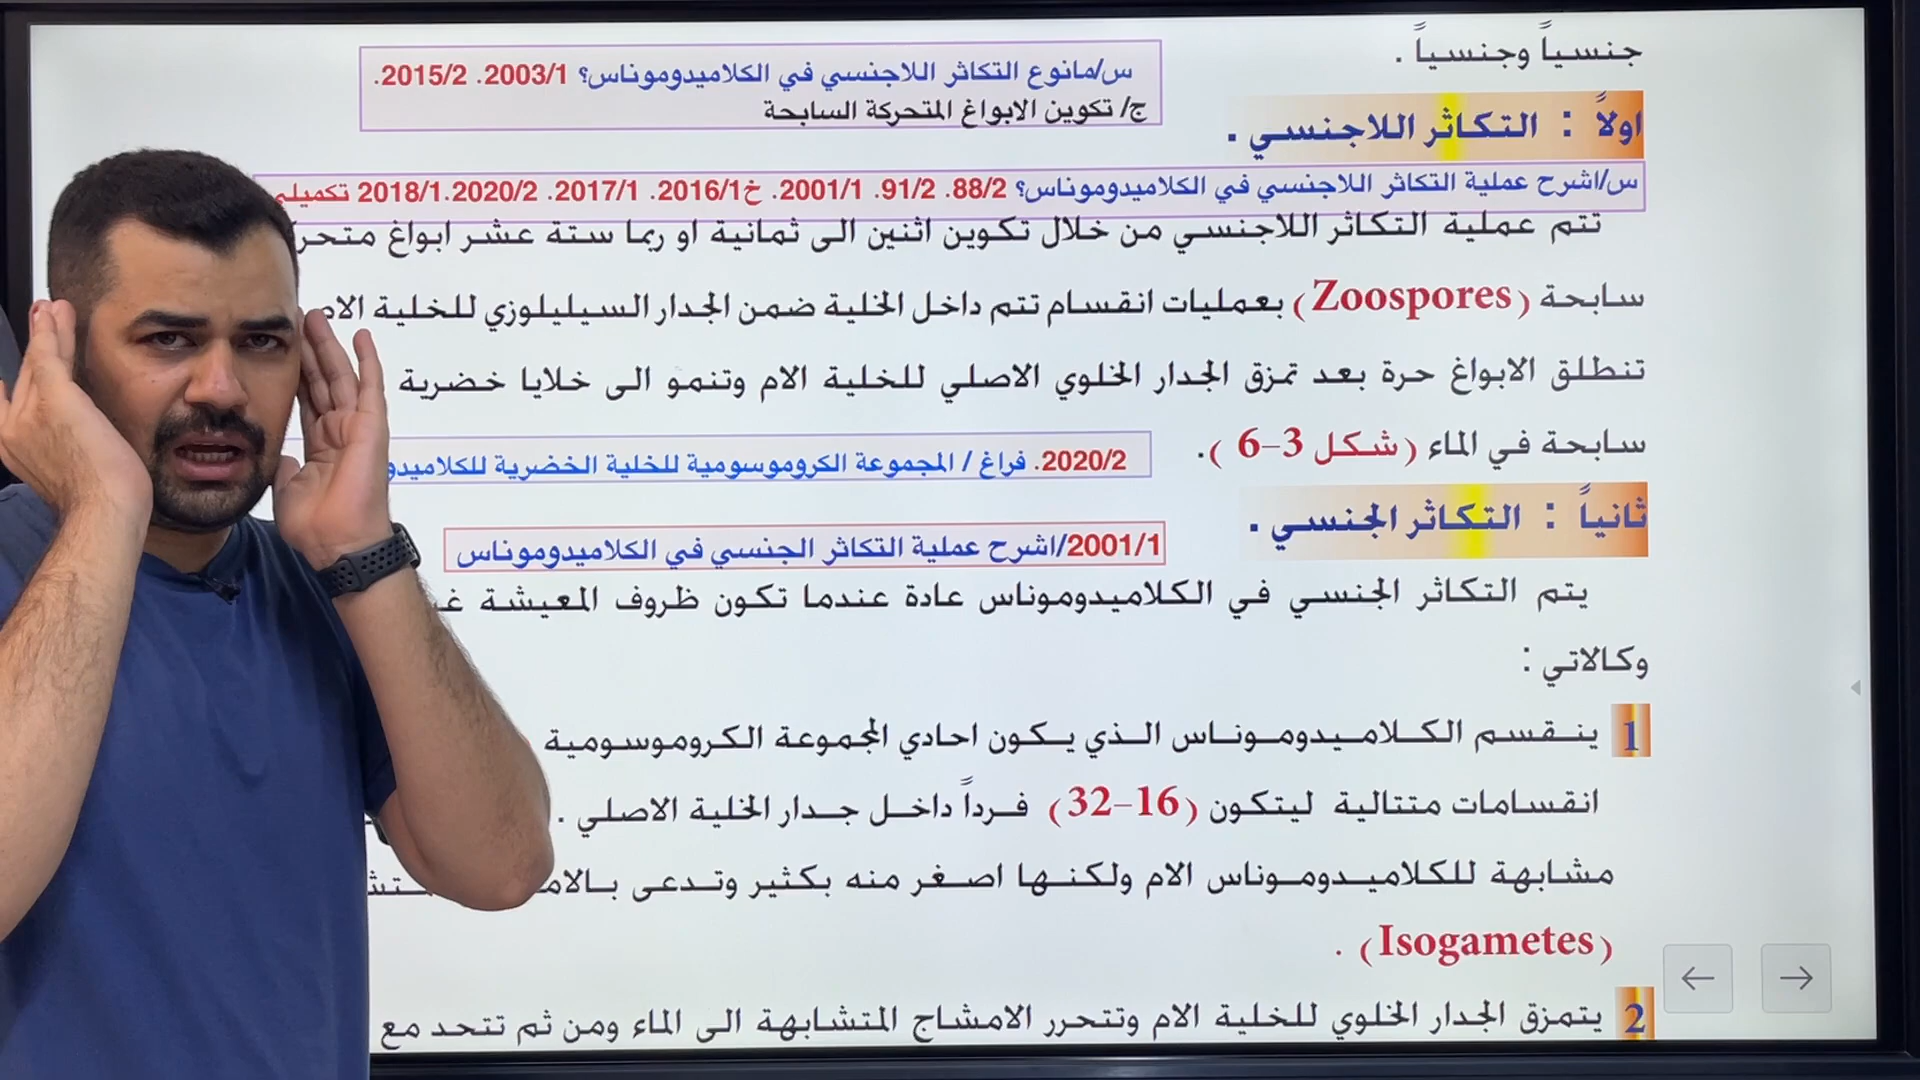 جنسياً وجنسياً .
س/مانوع التكاثر اللاجنسي في الكلاميدوموناس؟ 2003/1. 2015/2.
ج/ تكوين الابواغ المتحركة السابحة
اولاً : التكاثر اللاجنسي .
س/اشرح عملية التكاثر اللاجنسي في الكلاميدوموناس؟ 88/2. 91/2. 2001/1. 2016/1خ. 2017/1. 2020/2.2018/1 تكميلي
تتم عملية التكاثر اللاجنسي من خلال تكوين اثنين الى ثمانية او ربما ستة عشر ابواغ
سابحة (Zoospores) بعمليات انقسام تتم داخل الخلية ضمن الجدار السيليلوزي للخلية
تنطلق الابواغ حرة بعد تمزق الجدار الخلوي الاصلي للخلية الام وتنمو الى خلايا خضرية
سابحة في الماء (شكل 3-6).
2020/2. فراغ / المجموعة الكروموسومية للخلية الخضرية
ثانياً : التكاثر الجنسي .
2001/1/اشرح عملية التكاثر الجنسي في الكلاميدوموناس
يتم التكاثر الجنسي في الكلاميدوموناس عادة عندما تكون ظروف المعيشة
وكالاتي :
1 ينقسم الكلاميدوموناس الذي يكون احادي المجموعة الكروموسومية
انقسامات متتالية ليتكون (16-32) فرداً داخل جدار الخلية الاصلي .
مشابهة للكلاميدوموناس الام ولكنها اصغر منه بكثير وتدعى
(Isogametes) .
2 يتمزق الجدار الخلوي للخلية الام وتتحرر الامشاج المتشابهة الى الماء ومن ثم تتحد مع